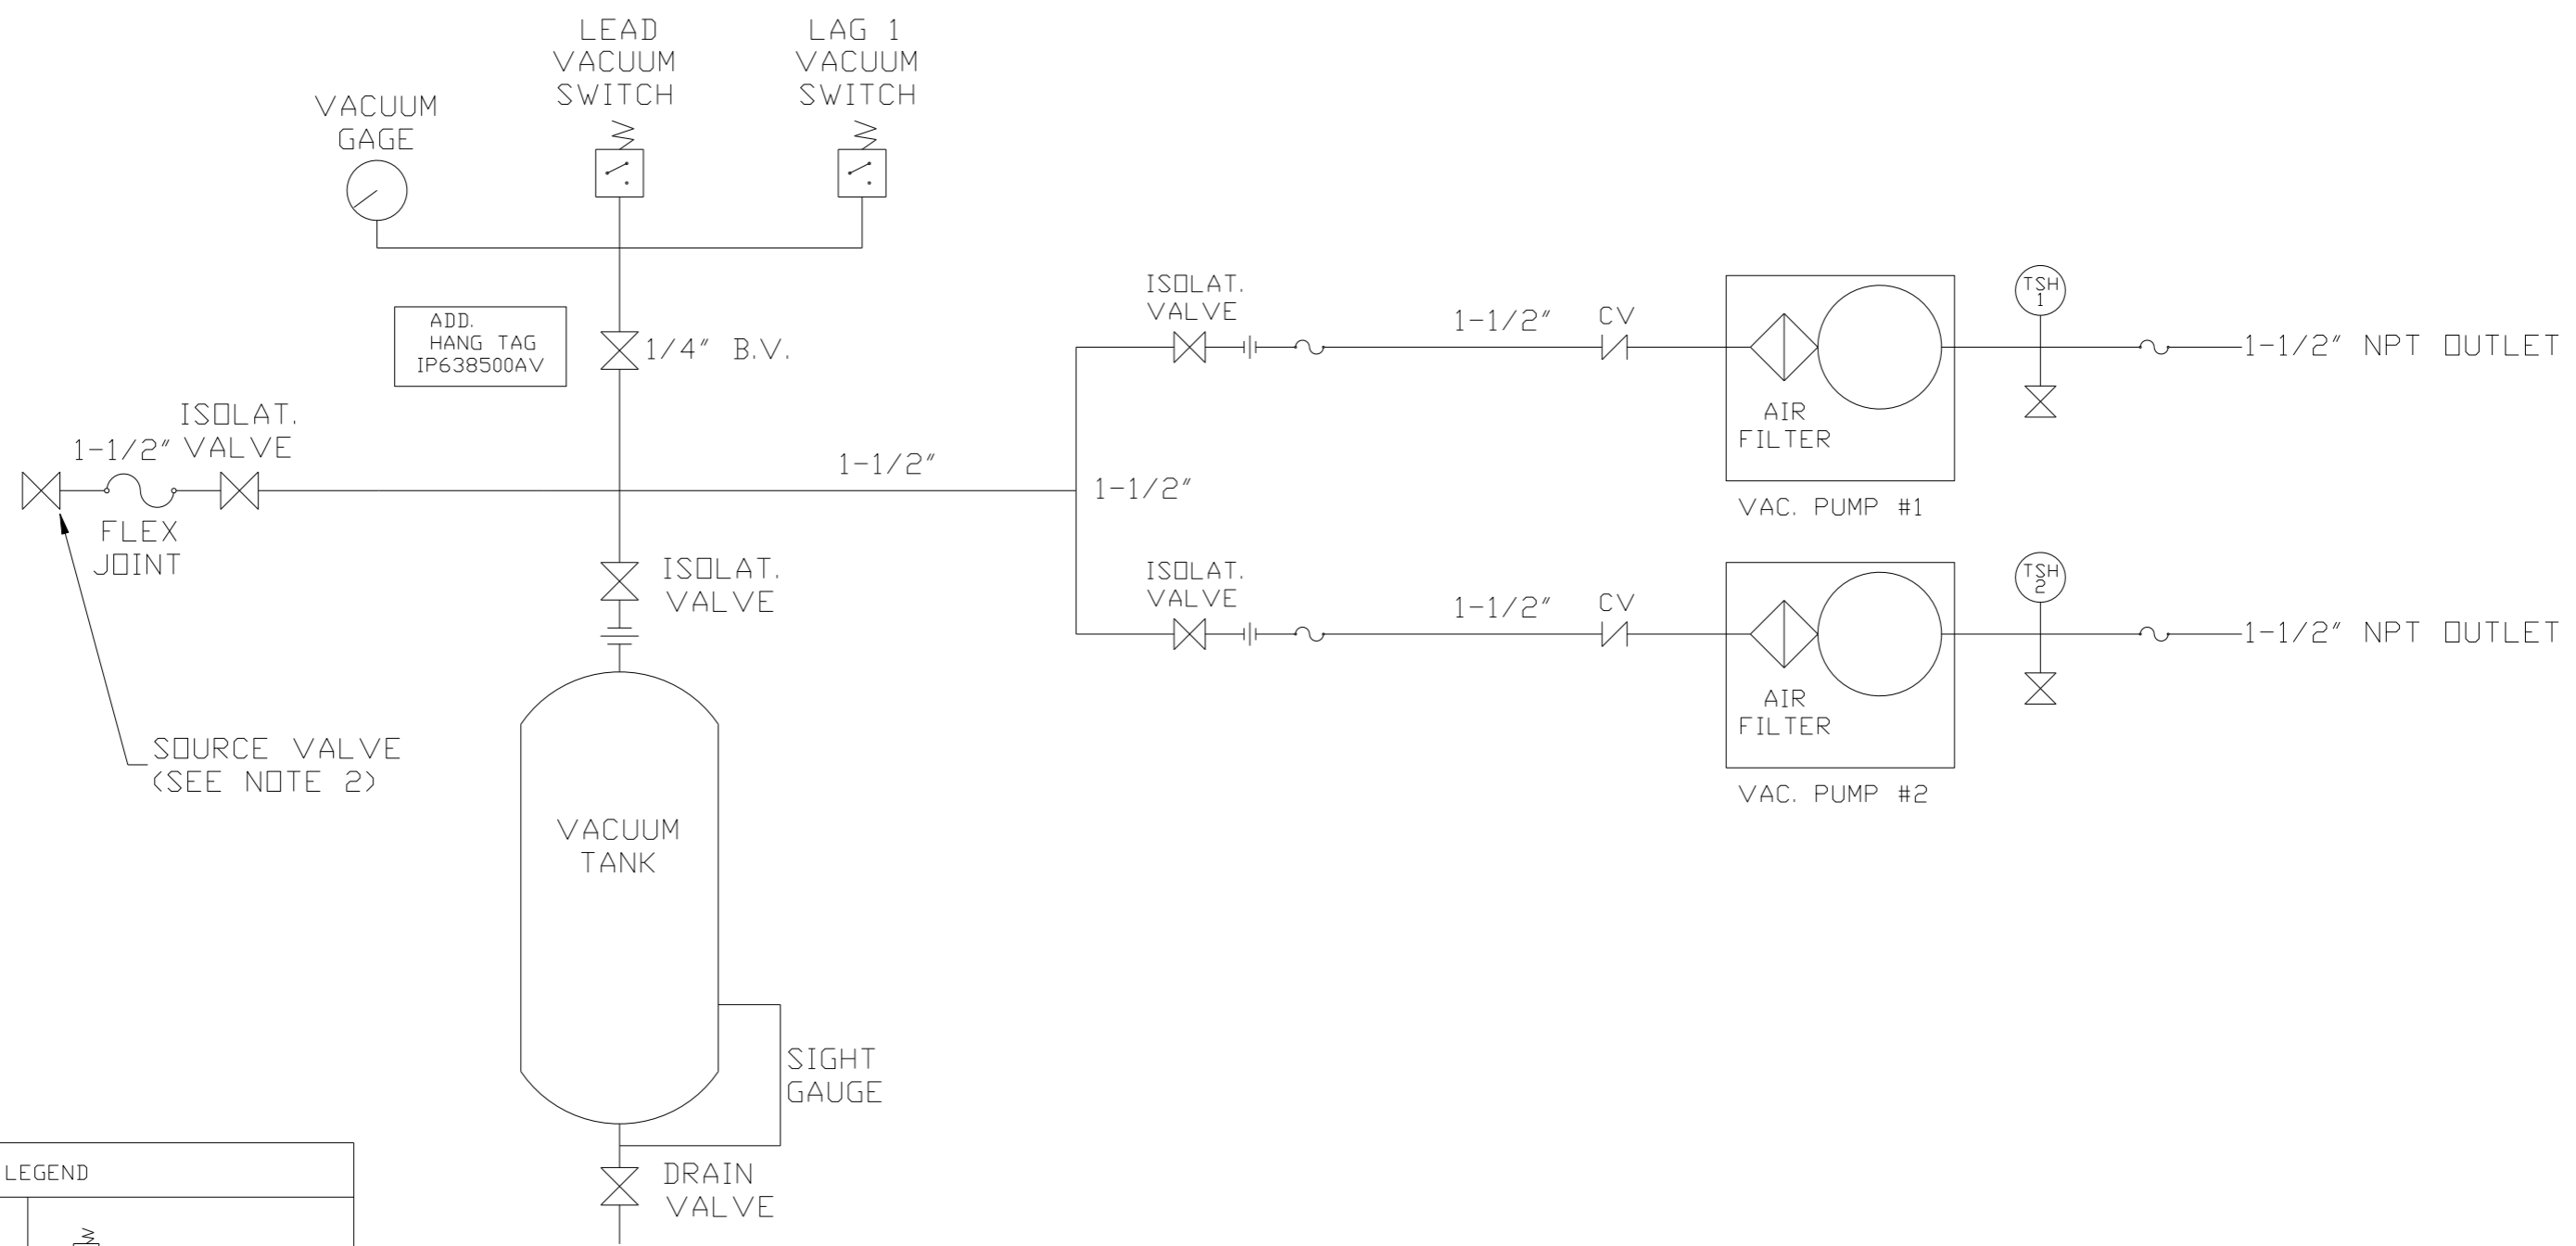 LEAD
VACUUM
SWITCH
LAG 1
VACUUM
SWITCH
VACUUM
GAGE
ADD.
HANG TAG
IP638500AV
1/4" B.V.
ISOLAT.
VALVE
1-1/2"
FLEX
JOINT
SOURCE VALVE
(SEE NOTE 2)
1-1/2"
1-1/2"
ISOLAT.
VALVE
VACUUM
TANK
SIGHT
GAUGE
DRAIN
VALVE
ISOLAT.
VALVE
1-1/2"
CV
AIR
FILTER
VAC. PUMP #1
TSH
1
1-1/2" NPT OUTLET
ISOLAT.
VALVE
1-1/2"
CV
AIR
FILTER
VAC. PUMP #2
TSH
2
1-1/2" NPT OUTLET
LEGEND